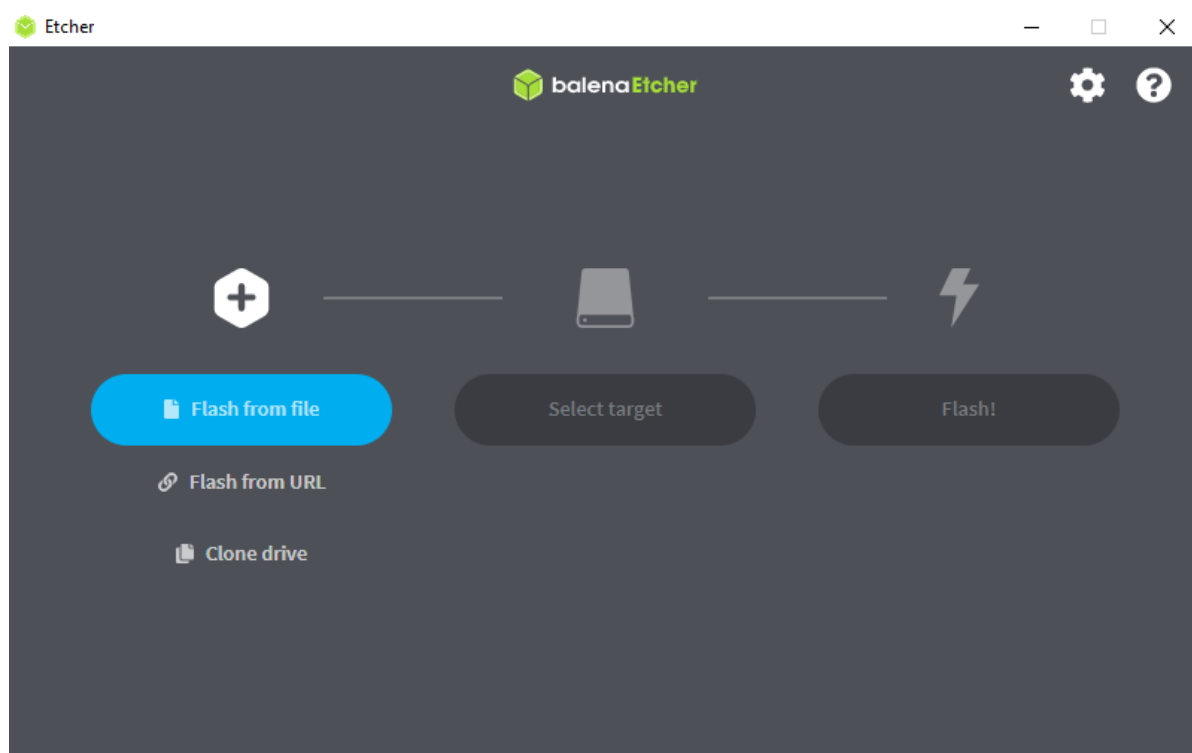 Etcher
balenaEtcher
Flash from file
Select target
Flash!
Flash from URL
Clone drive